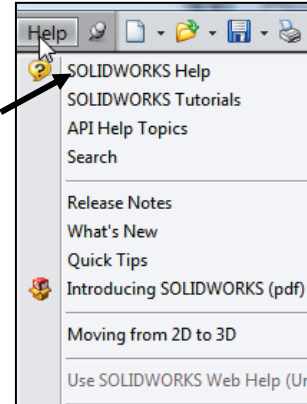 Help
SOLIDWORKS Help
SOLIDWORKS Tutorials
API Help Topics
Search
Release Notes
What's New
Quick Tips
Introducing SOLIDWORKS (pdf)
Moving from 2D to 3D
Use SOLIDWORKS Web Help